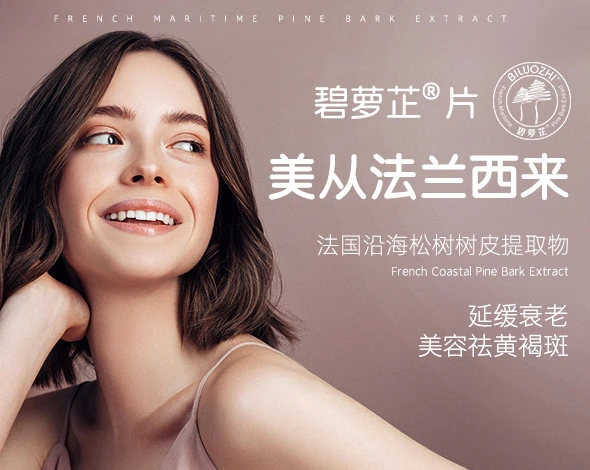 FRENCH MARITIME PINE BARK EXTRACT
碧萝芷®片
BILUOZHI®
碧萝芷®
美从法兰西来
法国沿海松树树皮提取物
French Coastal Pine Bark Extract
延缓衰老
美容祛黄褐斑